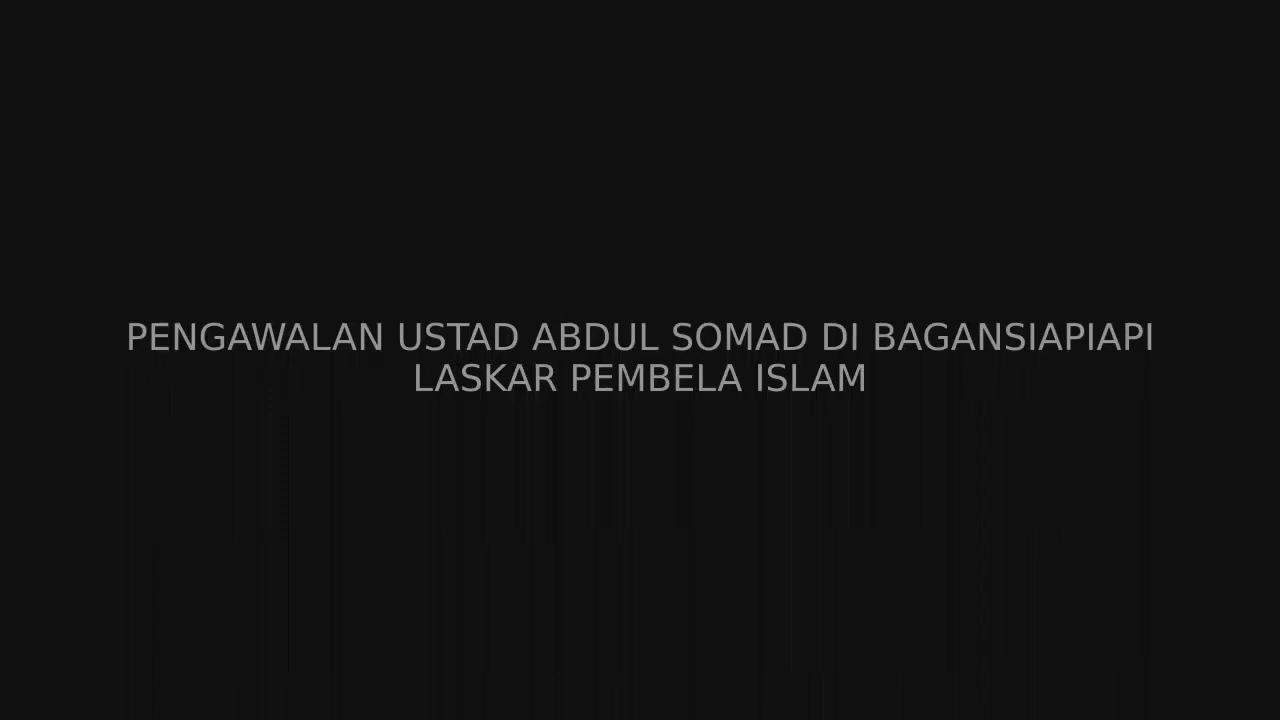 PENGAWALAN USTAD ABDUL SOMAD DI BAGANSIAPIAPI
LASKAR PEMBELA ISLAM